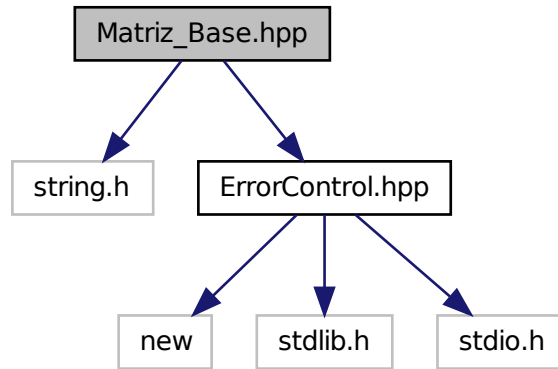 Matriz_Base.hpp
string.h
ErrorControl.hpp
new
stdlib.h
stdio.h